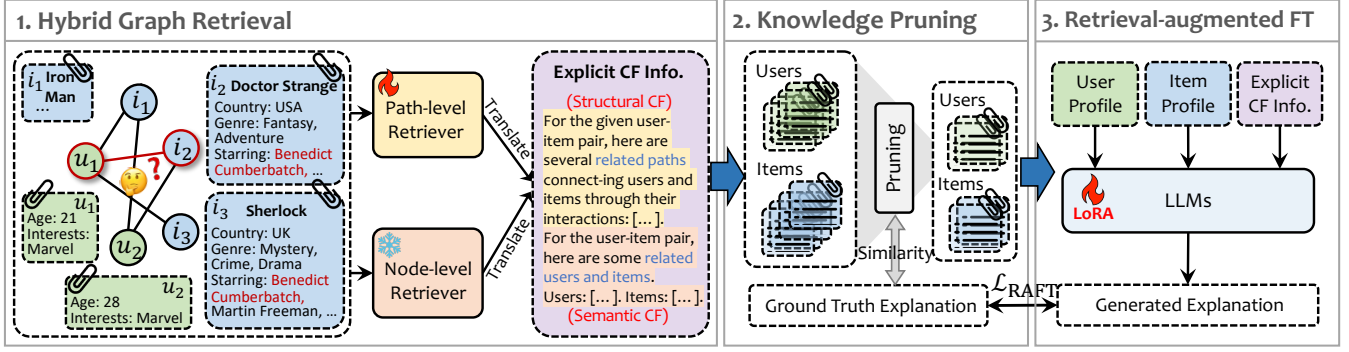 1. Hybrid Graph Retrieval
i1 Iron
Man
...
i1
u1
i2
?
i3
u2
u1
Age: 21
Interests:
Marvel
u2
Age: 28
Interests: Marvel
i2 Doctor Strange
Country: USA
Genre: Fantasy,
Adventure
Starring: Benedict
Cumberbatch, ...
i3 Sherlock
Country: UK
Genre: Mystery,
Crime, Drama
Starring: Benedict
Cumberbatch,
Martin Freeman, ...
Path-level
Retriever
Node-level
Retriever
Translate
Translate
Explicit CF Info.
(Structural CF)
For the given user-
item pair, here are
several related paths
connect-ing users and
items through their
interactions: [... ].
For the user-item pair,
here are some related
users and items.
Users: [... ]. Items: [... ].
(Semantic CF)
2. Knowledge Pruning
Users
Items
Pruning
Users
Items
Similarity
Ground Truth Explanation
3. Retrieval-augmented FT
User
Profile
Item
Profile
Explicit
CF Info.
LoRA
LLMs
ℒRAFT
Generated Explanation